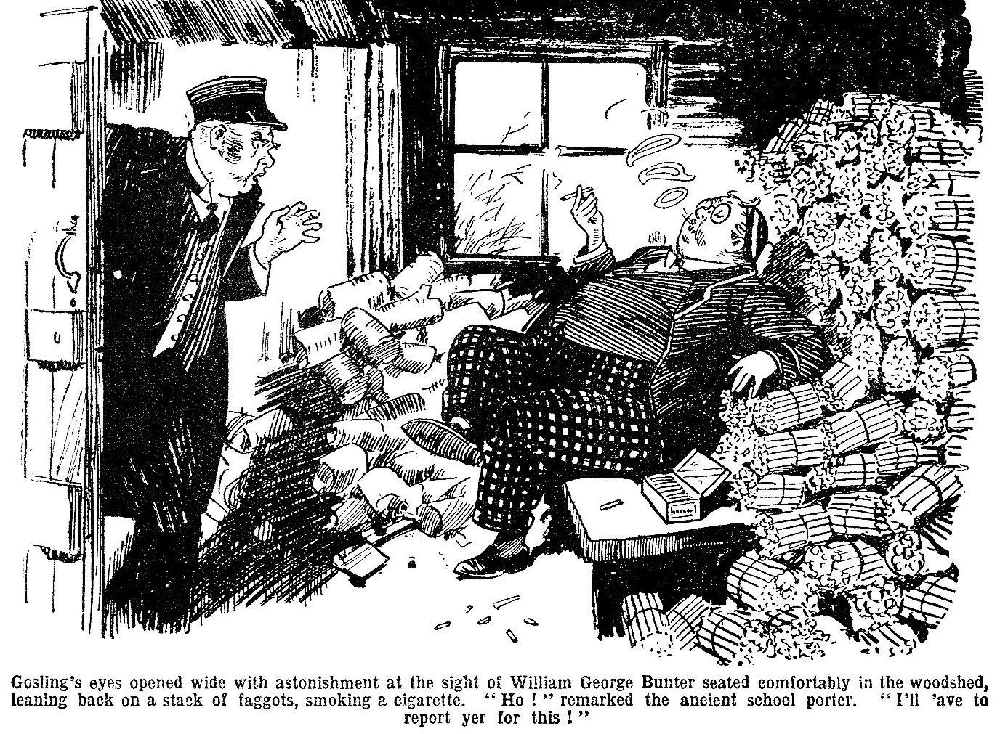 Gosling's eyes opened wide with astonishment at the sight of William George Bunter seated comfortably in the woodshed,
leaning back on a stack of faggots, smoking a cigarette. "Ho!" remarked the ancient school porter. "I'll 'ave to
report yer for this!"